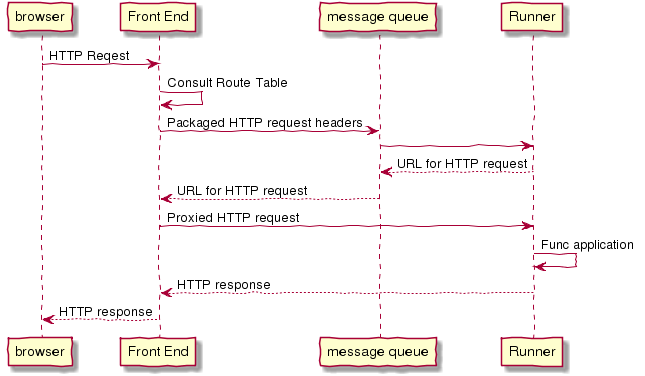 browser Front End message queue Runner
HTTP Reqest
Consult Route Table
Packaged HTTP request headers
URL for HTTP request
URL for HTTP request
Proxied HTTP request
Func application
HTTP response
HTTP response
browser Front End message queue Runner